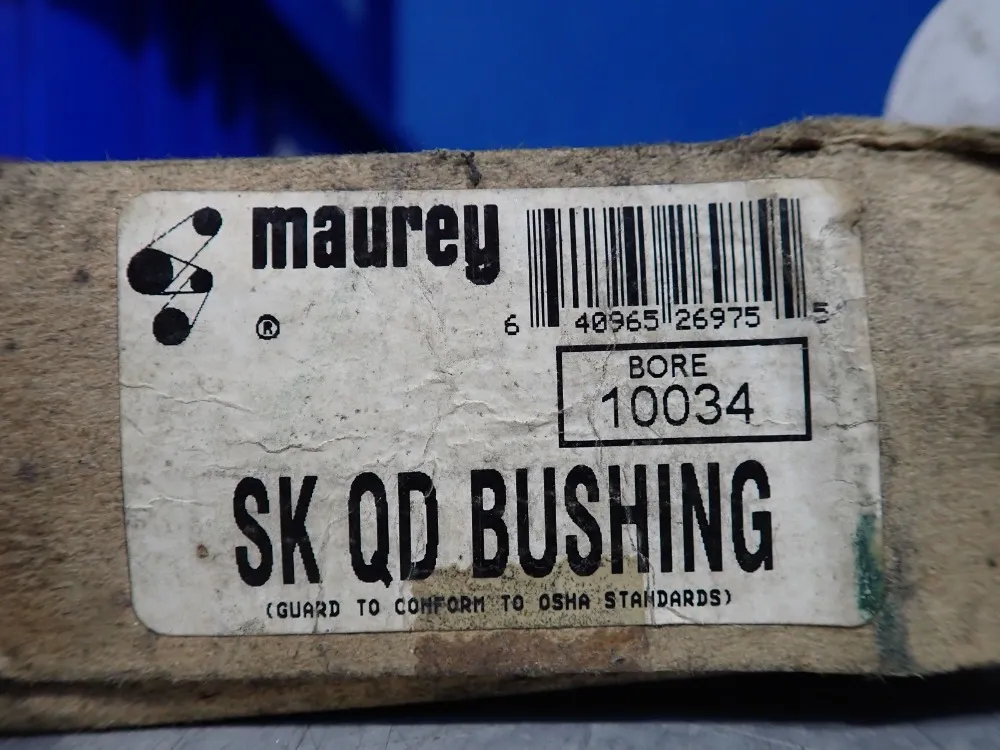 maurey
®
6 40965 26975 5
BORE
10034
SK QD BUSHING
(GUARD TO CONFORM TO OSHA STANDARDS)